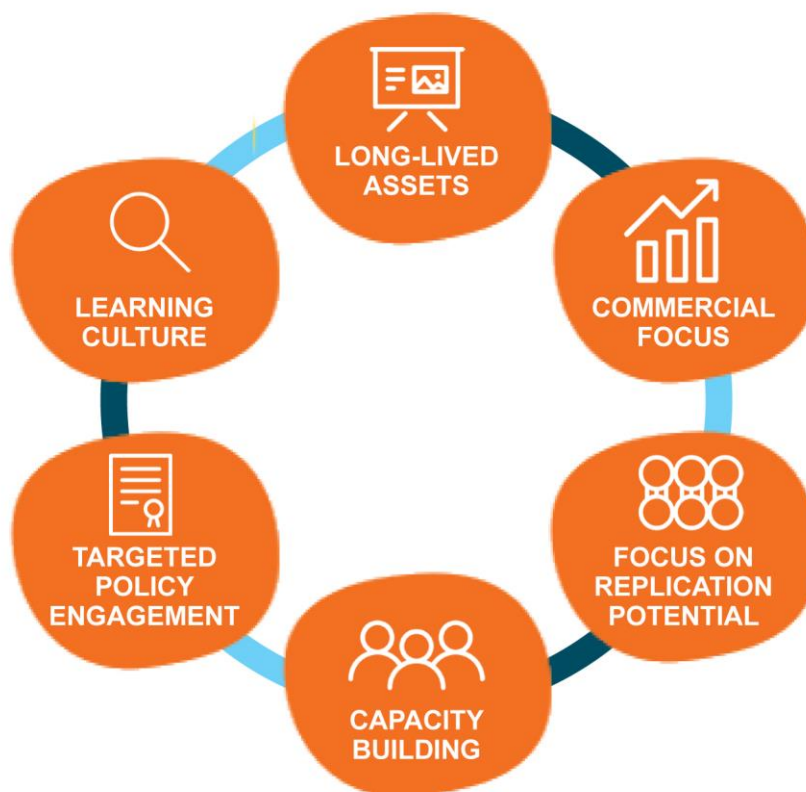 LONG-LIVED
ASSETS
COMMERCIAL
FOCUS
FOCUS ON
REPLICATION
POTENTIAL
CAPACITY
BUILDING
TARGETED
POLICY
ENGAGEMENT
LEARNING
CULTURE